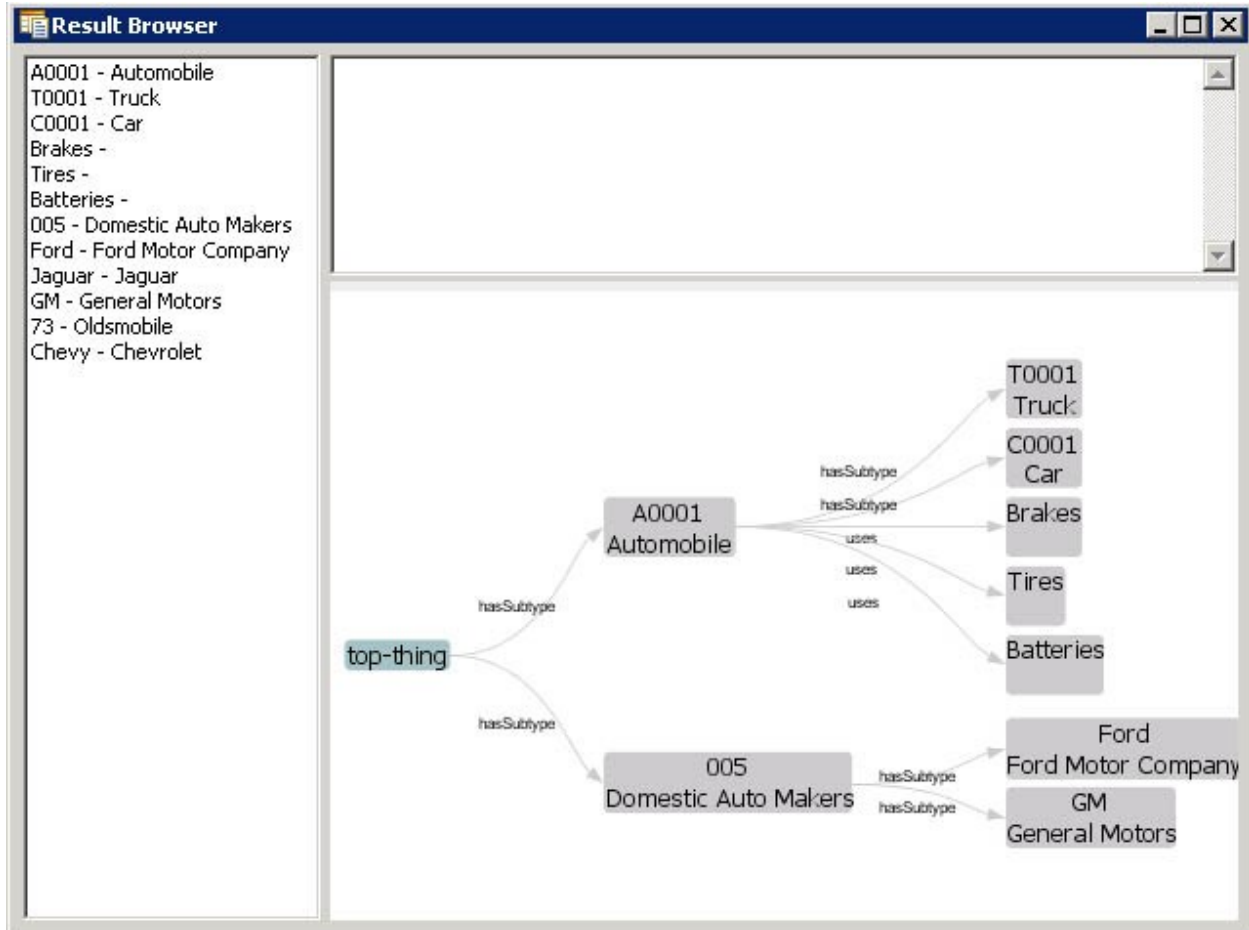 Result Browser
A0001 - Automobile
T0001 - Truck
C0001 - Car
Brakes -
Tires -
Batteries -
005 - Domestic Auto Makers
Ford - Ford Motor Company
Jaguar - Jaguar
GM - General Motors
73 - Oldsmobile
Chevy - Chevrolet
top-thing
hasSubtype
hasSubtype
A0001
Automobile
hasSubtype
hasSubtype
uses
uses
uses
T0001
Truck
C0001
Car
Brakes
Tires
Batteries
005
Domestic Auto Makers
hasSubtype
hasSubtype
Ford
Ford Motor Company
GM
General Motors